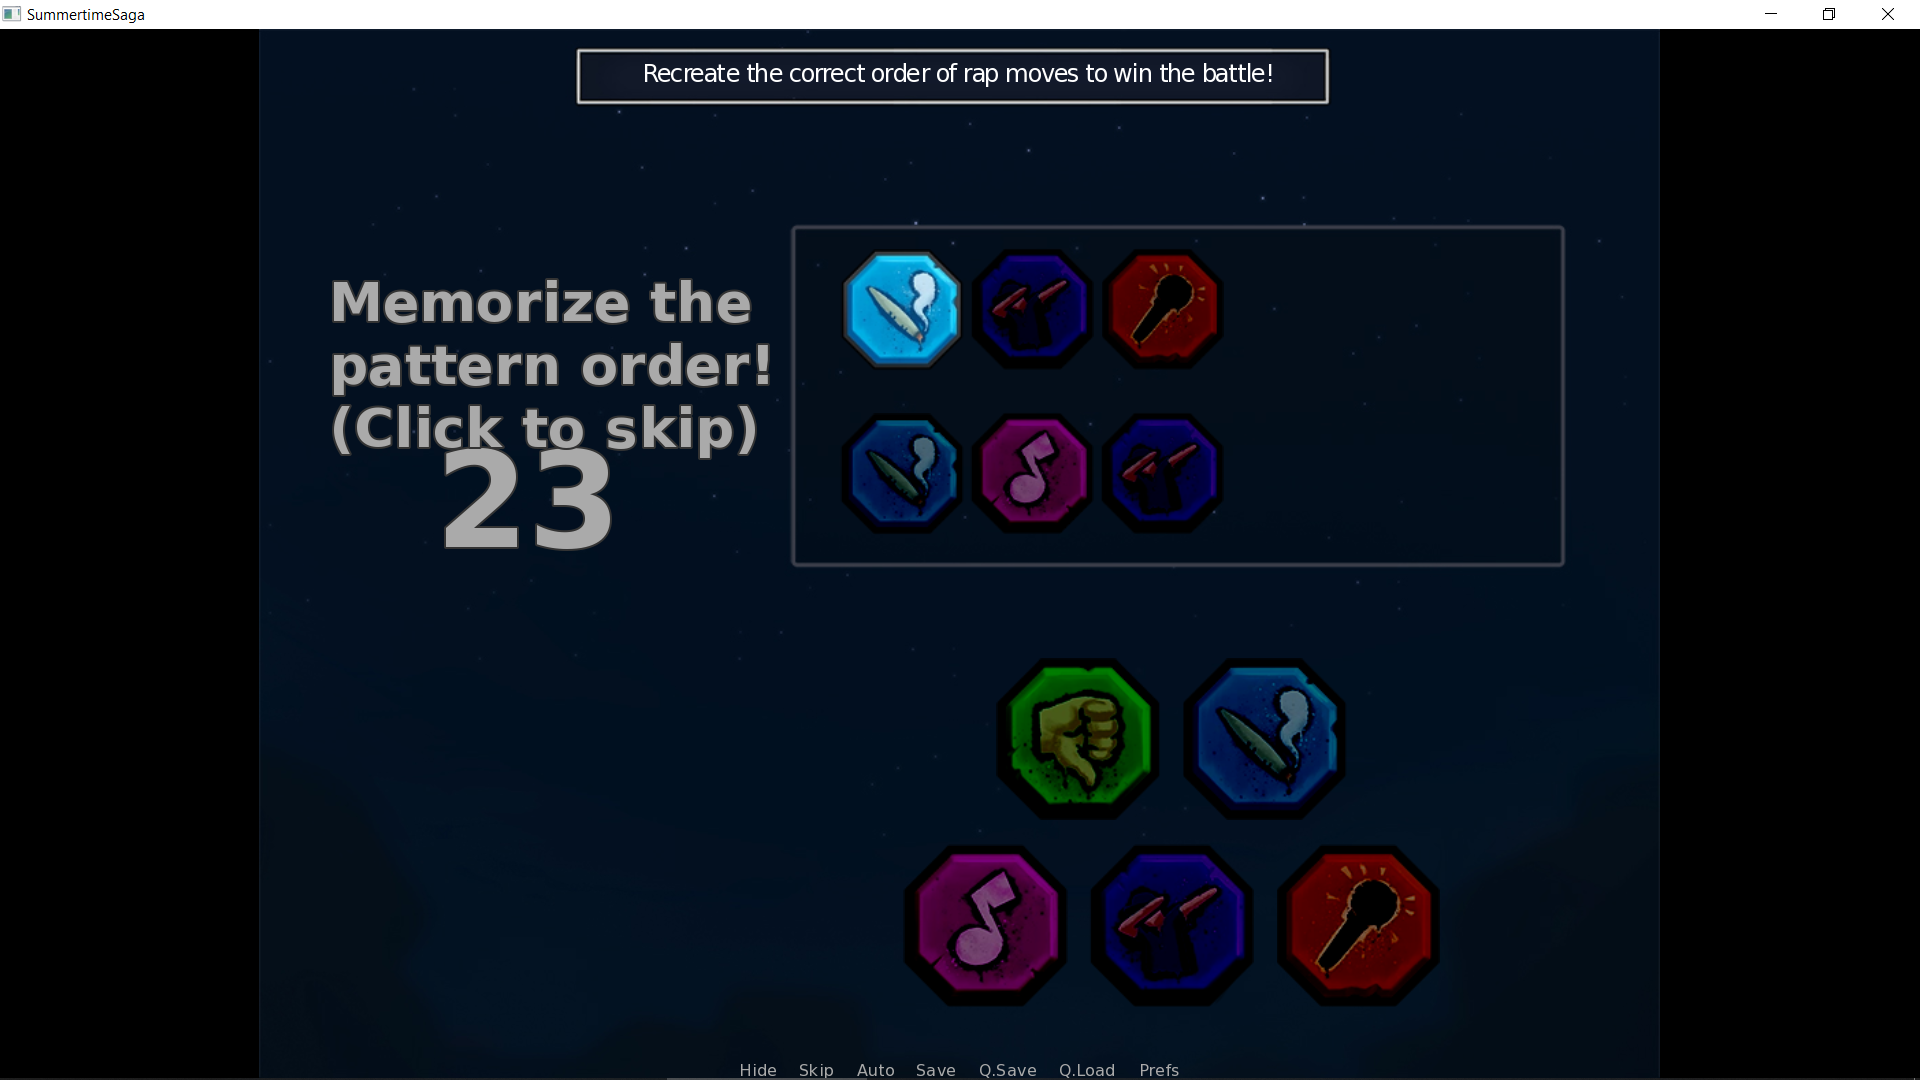 SummertimeSaga
Recreate the correct order of rap moves to win the battle!
Memorize the
pattern order!
(Click to skip)
23
Hide Skip Auto Save Q.Save Q.Load Prefs